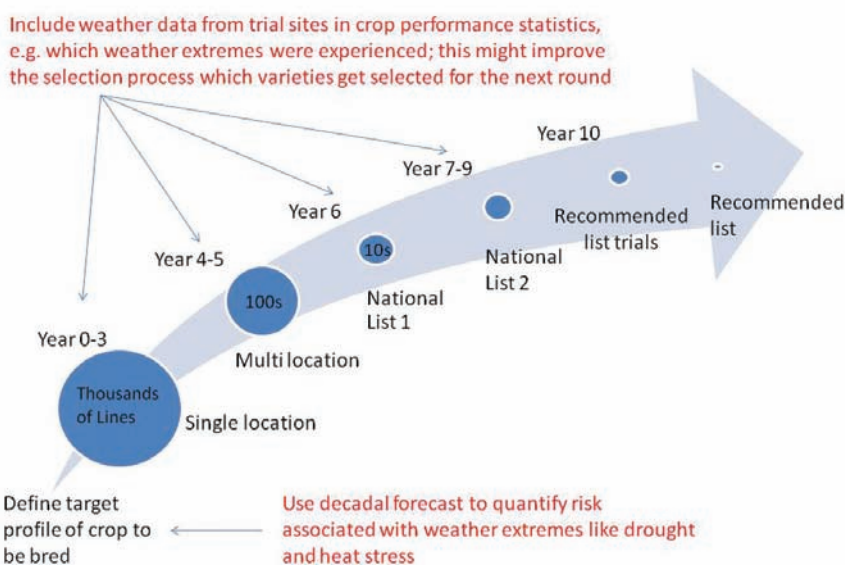 Include weather data from trial sites in crop performance statistics,
e.g. which weather extremes were experienced; this might improve
the selection process which varieties get selected for the next round
Year 10
Year 7-9
Year 6
Year 4-5
Year 0-3
Recommended
list
Recommended
list trials
National
List 2
10s
National
List 1
100s
Multi location
Thousands
of Lines
Single location
Define target
profile of crop to
be bred
Use decadal forecast to quantify risk
associated with weather extremes like drought
and heat stress